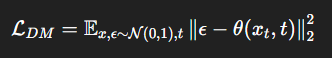 ℒ_{DM} = 𝔼_{x,ϵ∼𝒩(0,1),t} ‖ϵ − θ(x_t, t)‖_2^2